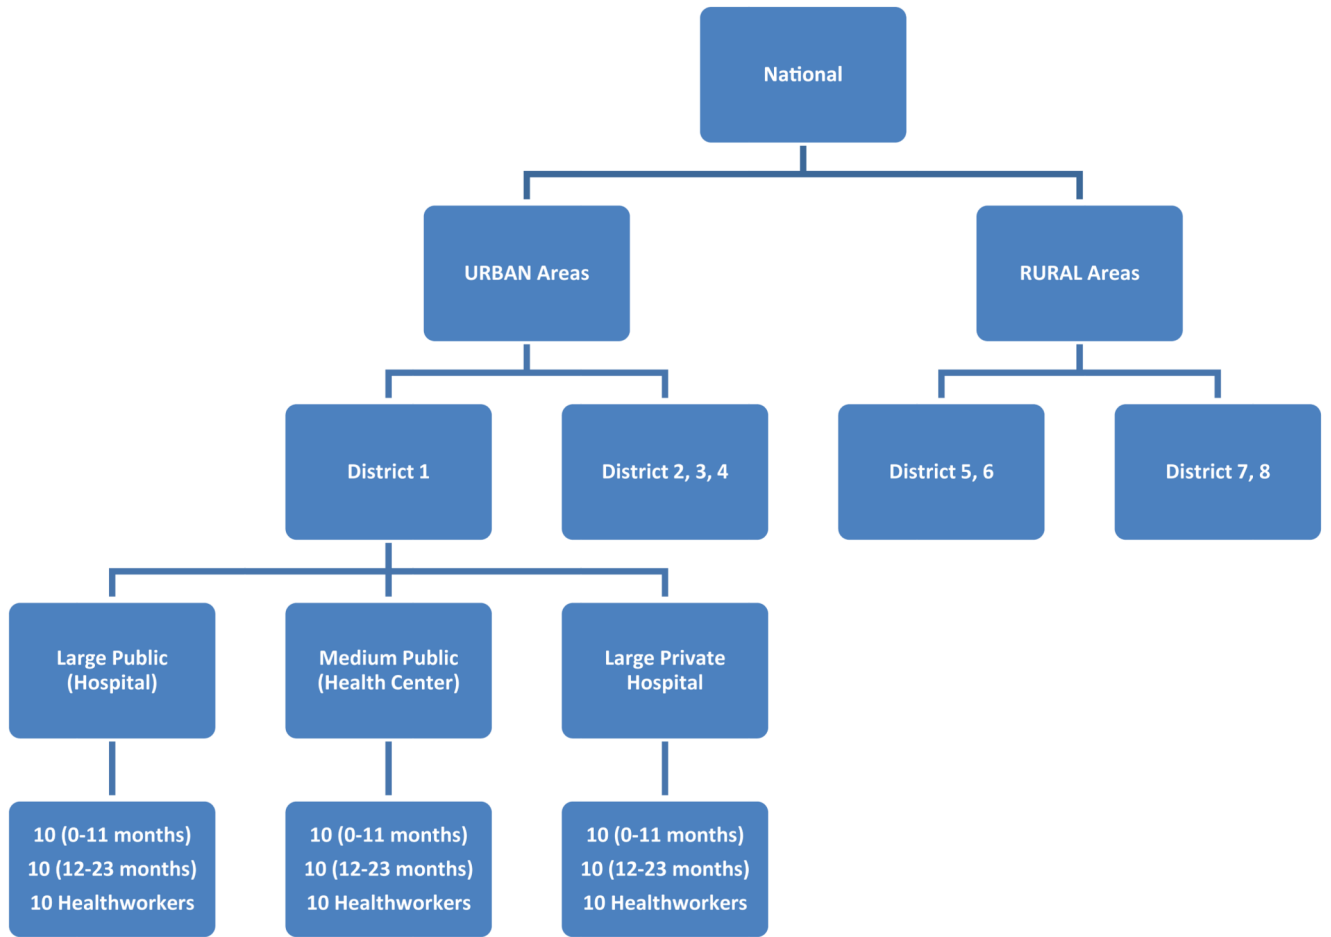 National
URBAN Areas
RURAL Areas
District 1
District 2, 3, 4
District 5, 6
District 7, 8
Large Public
(Hospital)
Medium Public
(Health Center)
Large Private
Hospital
10 (0-11 months)
10 (12-23 months)
10 Healthworkers
10 (0-11 months)
10 (12-23 months)
10 Healthworkers
10 (0-11 months)
10 (12-23 months)
10 Healthworkers